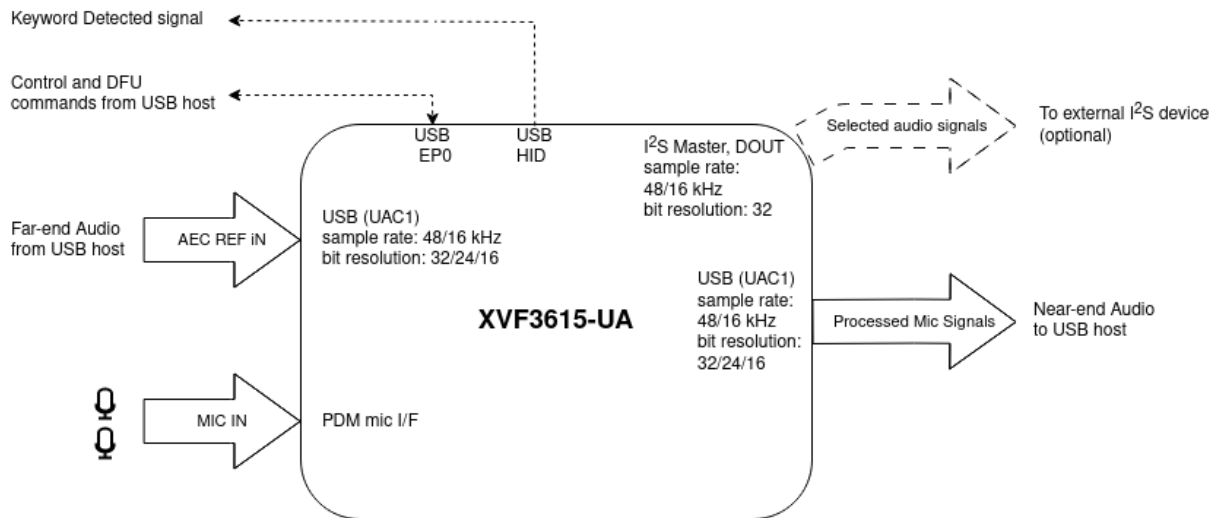 Keyword Detected signal
Control and DFU
commands from USB host
USB
EP0
USB
HID
I²S Master, DOUT
sample rate:
48/16 kHz
bit resolution: 32
Selected audio signals
To external I²S device
(optional)
Far-end Audio
from USB host
AEC REF iN
USB (UAC1)
sample rate: 48/16 kHz
bit resolution: 32/24/16
XVF3615-UA
USB (UAC1)
sample rate:
48/16 kHz
bit resolution:
32/24/16
Processed Mic Signals
Near-end Audio
to USB host
MIC IN
PDM mic I/F